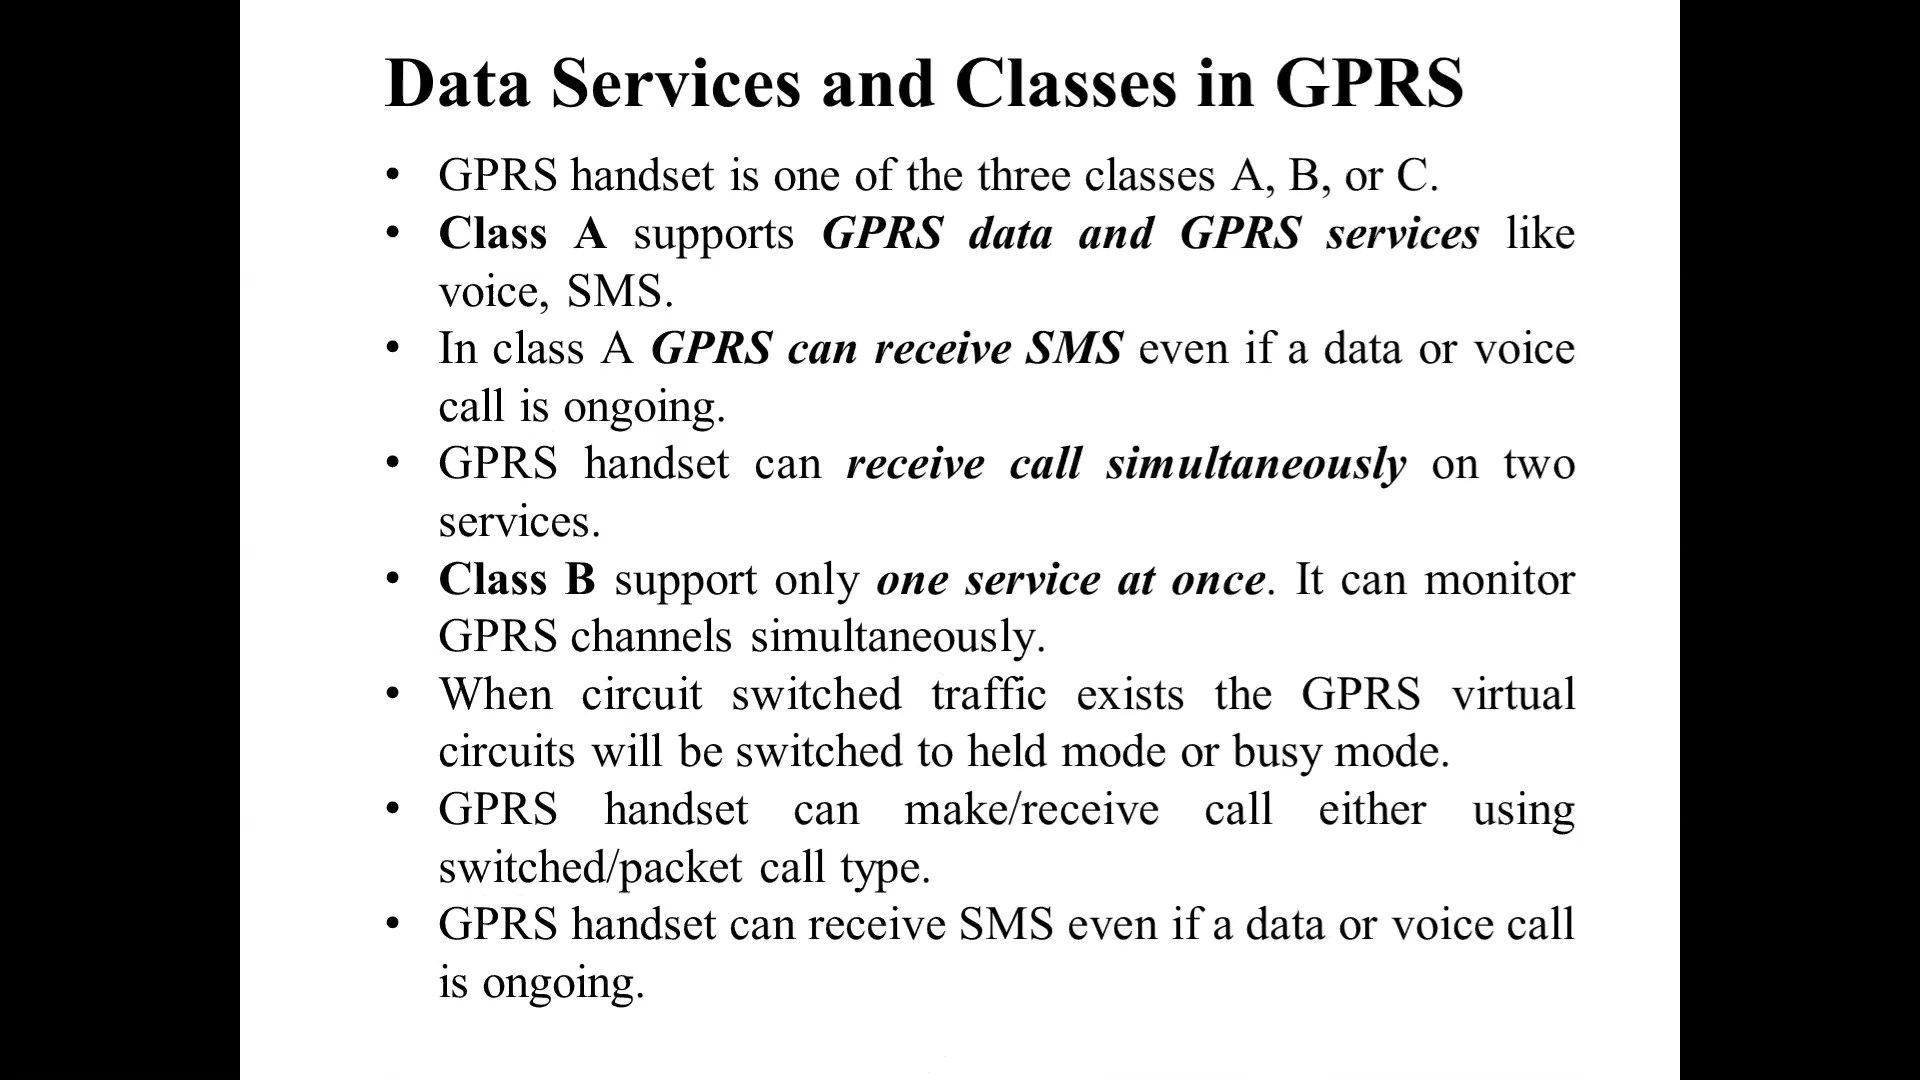 Data Services and Classes in GPRS
• GPRS handset is one of the three classes A, B, or C.
• Class A supports GPRS data and GPRS services like
voice, SMS.
• In class A GPRS can receive SMS even if a data or voice
call is ongoing.
• GPRS handset can receive call simultaneously on two
services.
• Class B support only one service at once. It can monitor
GPRS channels simultaneously.
• When circuit switched traffic exists the GPRS virtual
circuits will be switched to held mode or busy mode.
• GPRS handset can make/receive call either using
switched/packet call type.
• GPRS handset can receive SMS even if a data or voice call
is ongoing.